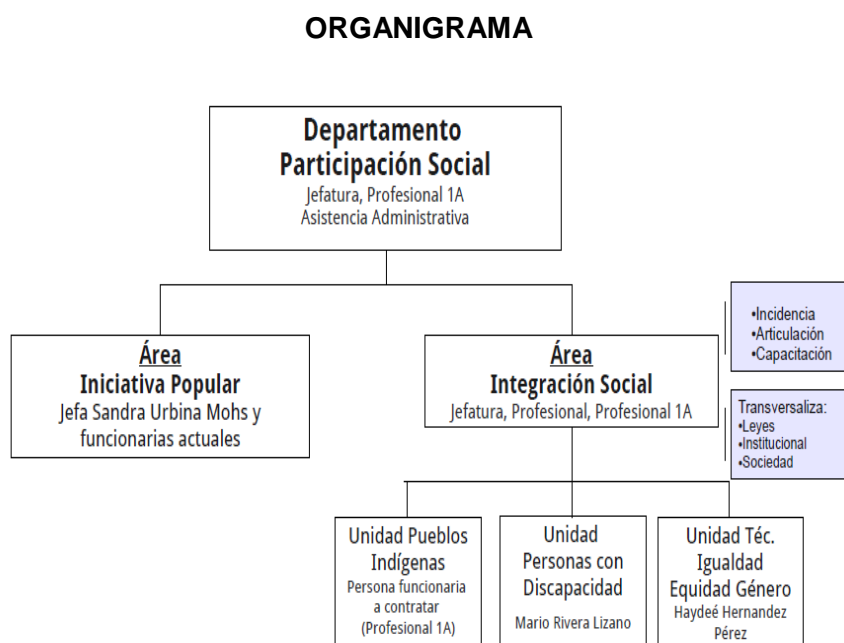 ORGANIGRAMA
Departamento
Participación Social
Jefatura, Profesional 1A
Asistencia Administrativa
Área
Iniciativa Popular
Jefa Sandra Urbina Mohs y
funcionarias actuales
Área
Integración Social
Jefatura, Profesional, Profesional 1A
•Incidencia
•Articulación
•Capacitación
Transversaliza:
•Leyes
•Institucional
•Sociedad
Unidad Pueblos
Indígenas
Persona funcionaria
a contratar
(Profesional 1A)
Unidad
Personas con
Discapacidad
Mario Rivera Lizano
Unidad Téc.
Igualdad
Equidad Género
Haydeé Hernandez
Pérez